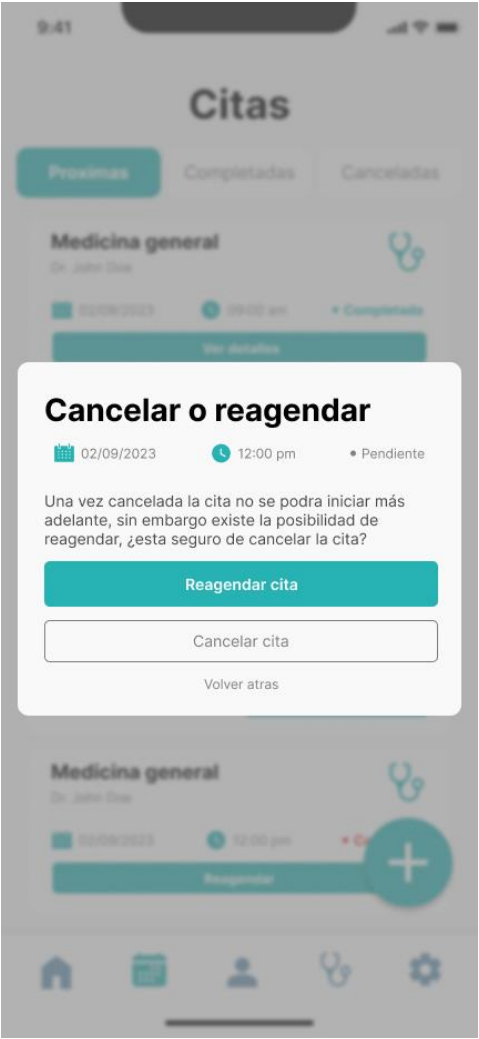 9:41
Citas
Proximas Completadas Canceladas
Medicina general
Dr. John Doe
02/09/2023 09:00 am • Completada
Ver detalles
Cancelar o reagendar
02/09/2023 12:00 pm • Pendiente
Una vez cancelada la cita no se podra iniciar más
adelante, sin embargo existe la posibilidad de
reagendar, ¿esta seguro de cancelar la cita?
Reagendar cita
Cancelar cita
Volver atras
Medicina general
Dr. John Doe
02/09/2023 12:00 pm
Reagendar